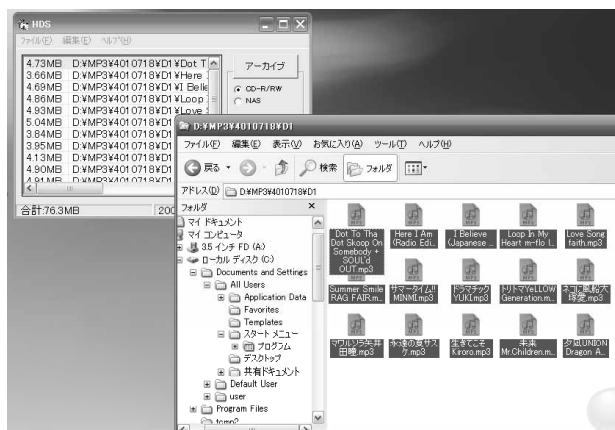 HDS
ファイル(F) 編集(E) ヘルプ(H)
4.73MB D:¥MP3¥4010718¥D1¥Dot T
3.66MB D:¥MP3¥4010718¥D1¥Here
4.69MB D:¥MP3¥4010718¥D1¥I Belie
4.86MB D:¥MP3¥4010718¥D1¥Loop
4.93MB D:¥MP3¥4010718¥D1¥Love
5.04MB D:¥MP3¥4010718¥D1
3.84MB D:¥MP3¥4010718¥D1
3.95MB D:¥MP3¥4010718¥D1
4.13MB D:¥MP3¥4010718¥D1
4.90MB D:¥MP3¥4010718¥D1
4.91MB D:¥MP3¥4010718¥D1
合計:76.3MB 200
アーカイブ
CD-R/RW
NAS
D:¥MP3¥4010718¥D1
ファイル(F) 編集(E) 表示(V) お気に入り(A) ツール(T) ヘルプ(H)
戻る 検索 フォルダ
アドレス(D) D:¥MP3¥4010718¥D1
フォルダ ×
マイ ドキュメント
マイ コンピュータ
3.5 インチ FD (A:)
ローカル ディスク (C:)
Documents and Settings
All Users
Application Data
Favorites
Templates
スタート メニュー
プログラム
デスクトップ
共有ドキュメント
Default User
user
Program Files
Dot To Tha
Dot Skoop On
Somebody +
SOUL'd
OUT.mp3
Here I Am
(Radio Edi...
I Believe
(Japanese ...
Loop In My
Heart m-flo l...
Love Song
faith.mp3
Summer Smile
RAG FAIR.m...
サマータイム!!
MINMI.mp3
ドラマチック
YUKI.mp3
トリトマYeLLOW
Generation.m...
ネコに風船大
塚愛.mp3
マワルソラ矢井
田瞳.mp3
永遠の夏サス
ケ.mp3
生きてこそ
Kiroro.mp3
未来
Mr.Children.m...
夕凪UNION
Dragon A...